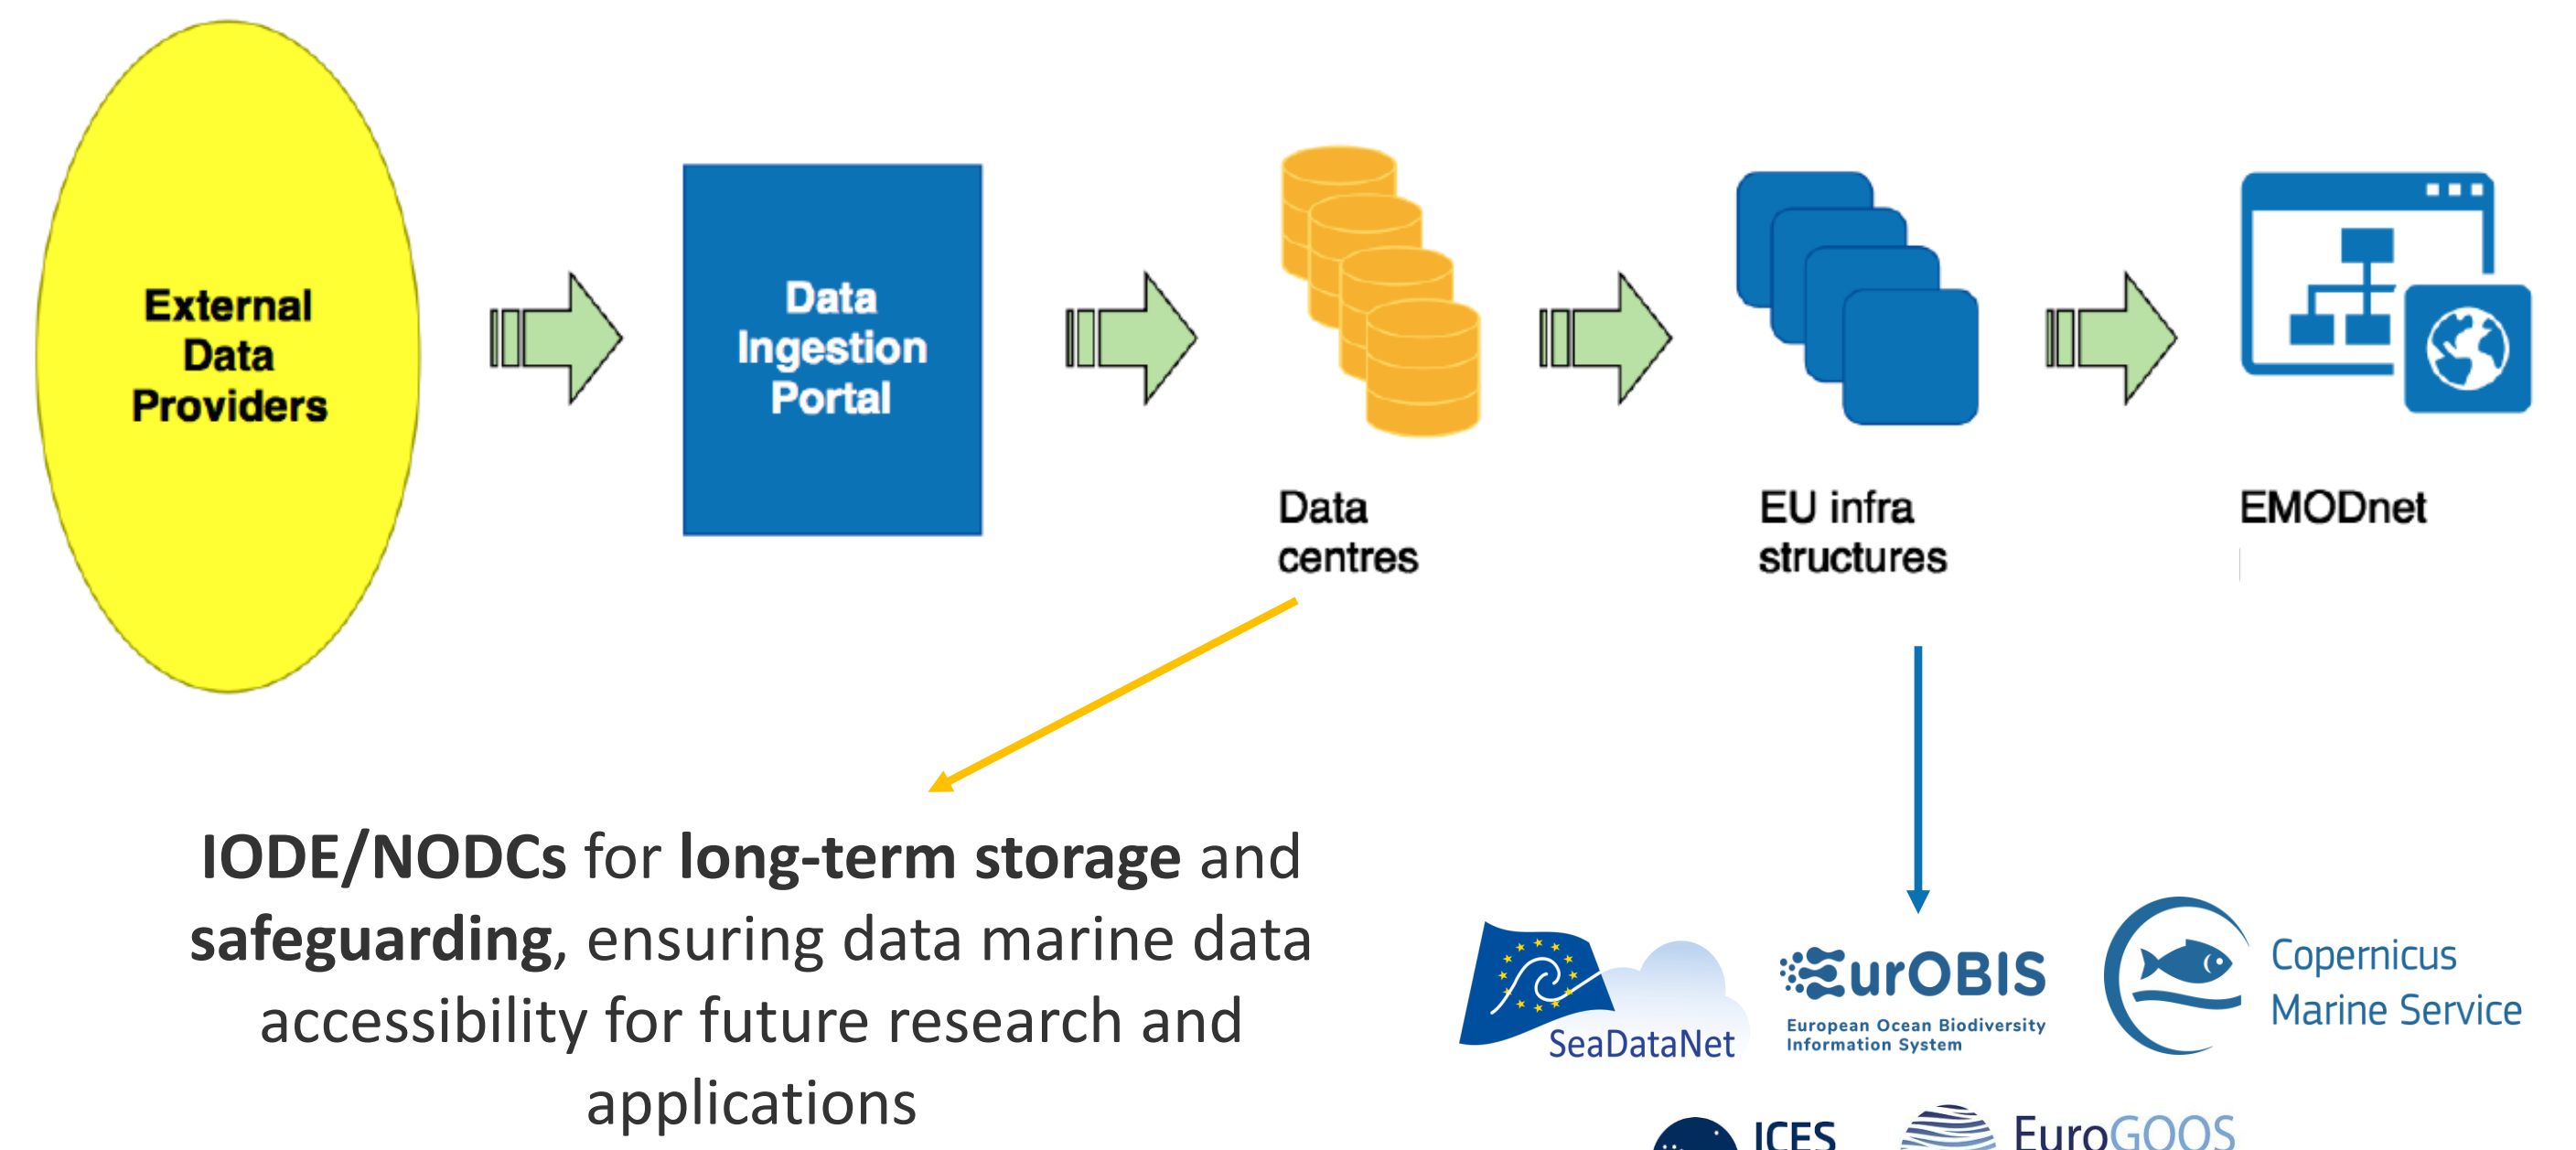 External
Data
Providers
Data
Ingestion
Portal
Data
centres
EU infra
structures
EMODnet
IODE/NODCs for long-term storage and
safeguarding, ensuring data marine data
accessibility for future research and
applications
SeaDataNet
EurOBIS
European Ocean Biodiversity
Information System
Copernicus
Marine Service
ICES
EuroGOOS